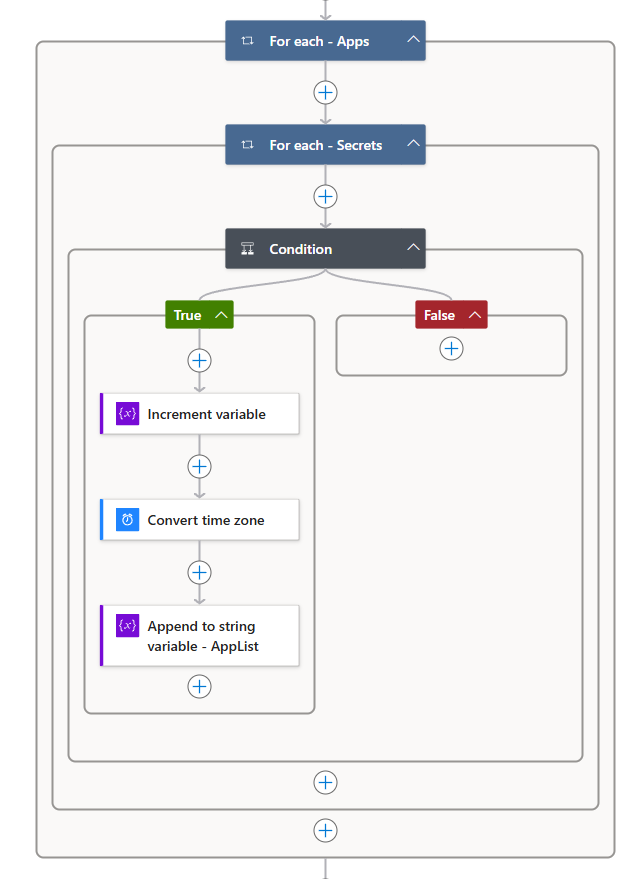 For each - Apps
For each - Secrets
Condition
True
False
{x} Increment variable
Convert time zone
{x} Append to string
variable - AppList